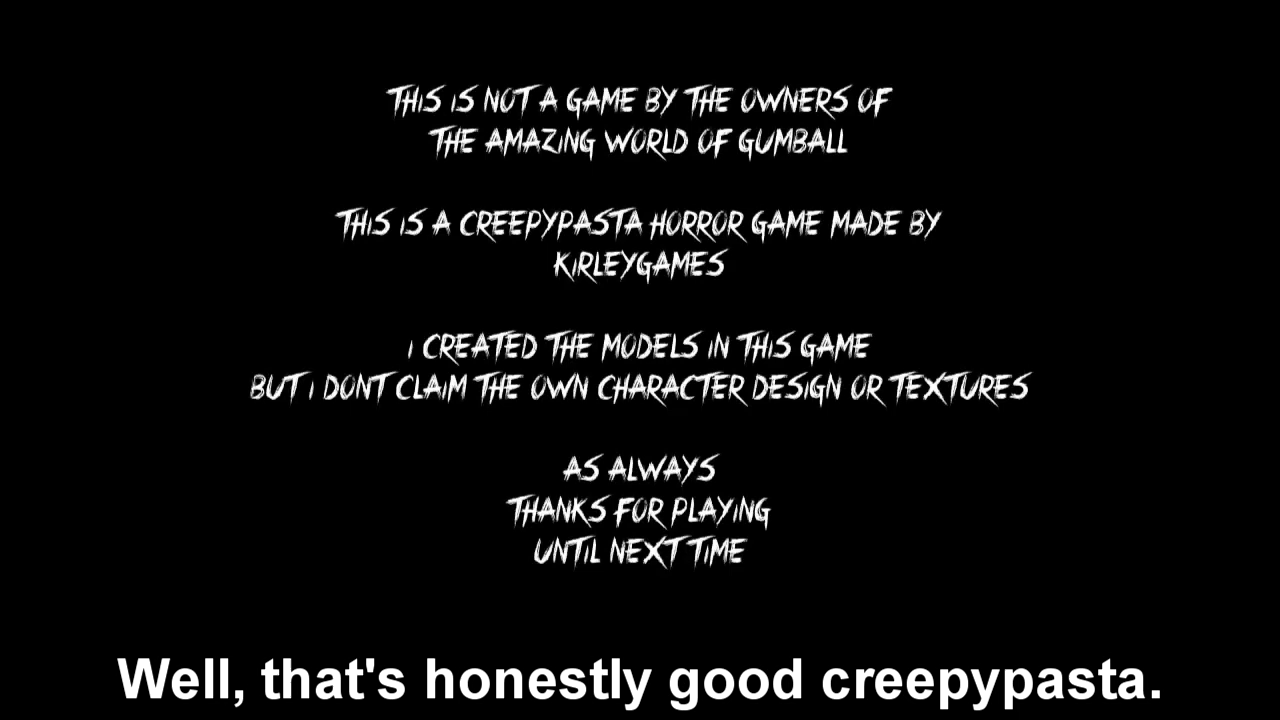 THIS IS NOT A GAME BY THE OWNERS OF
THE AMAZING WORLD OF GUMBALL
THIS IS A CREEPYPASTA HORROR GAME MADE BY
KIRLEYGAMES
I CREATED THE MODELS IN THIS GAME
BUT I DONT CLAIM THE OWN CHARACTER DESIGN OR TEXTURES
AS ALWAYS
THANKS FOR PLAYING
UNTIL NEXT TIME
Well, that's honestly good creepypasta.